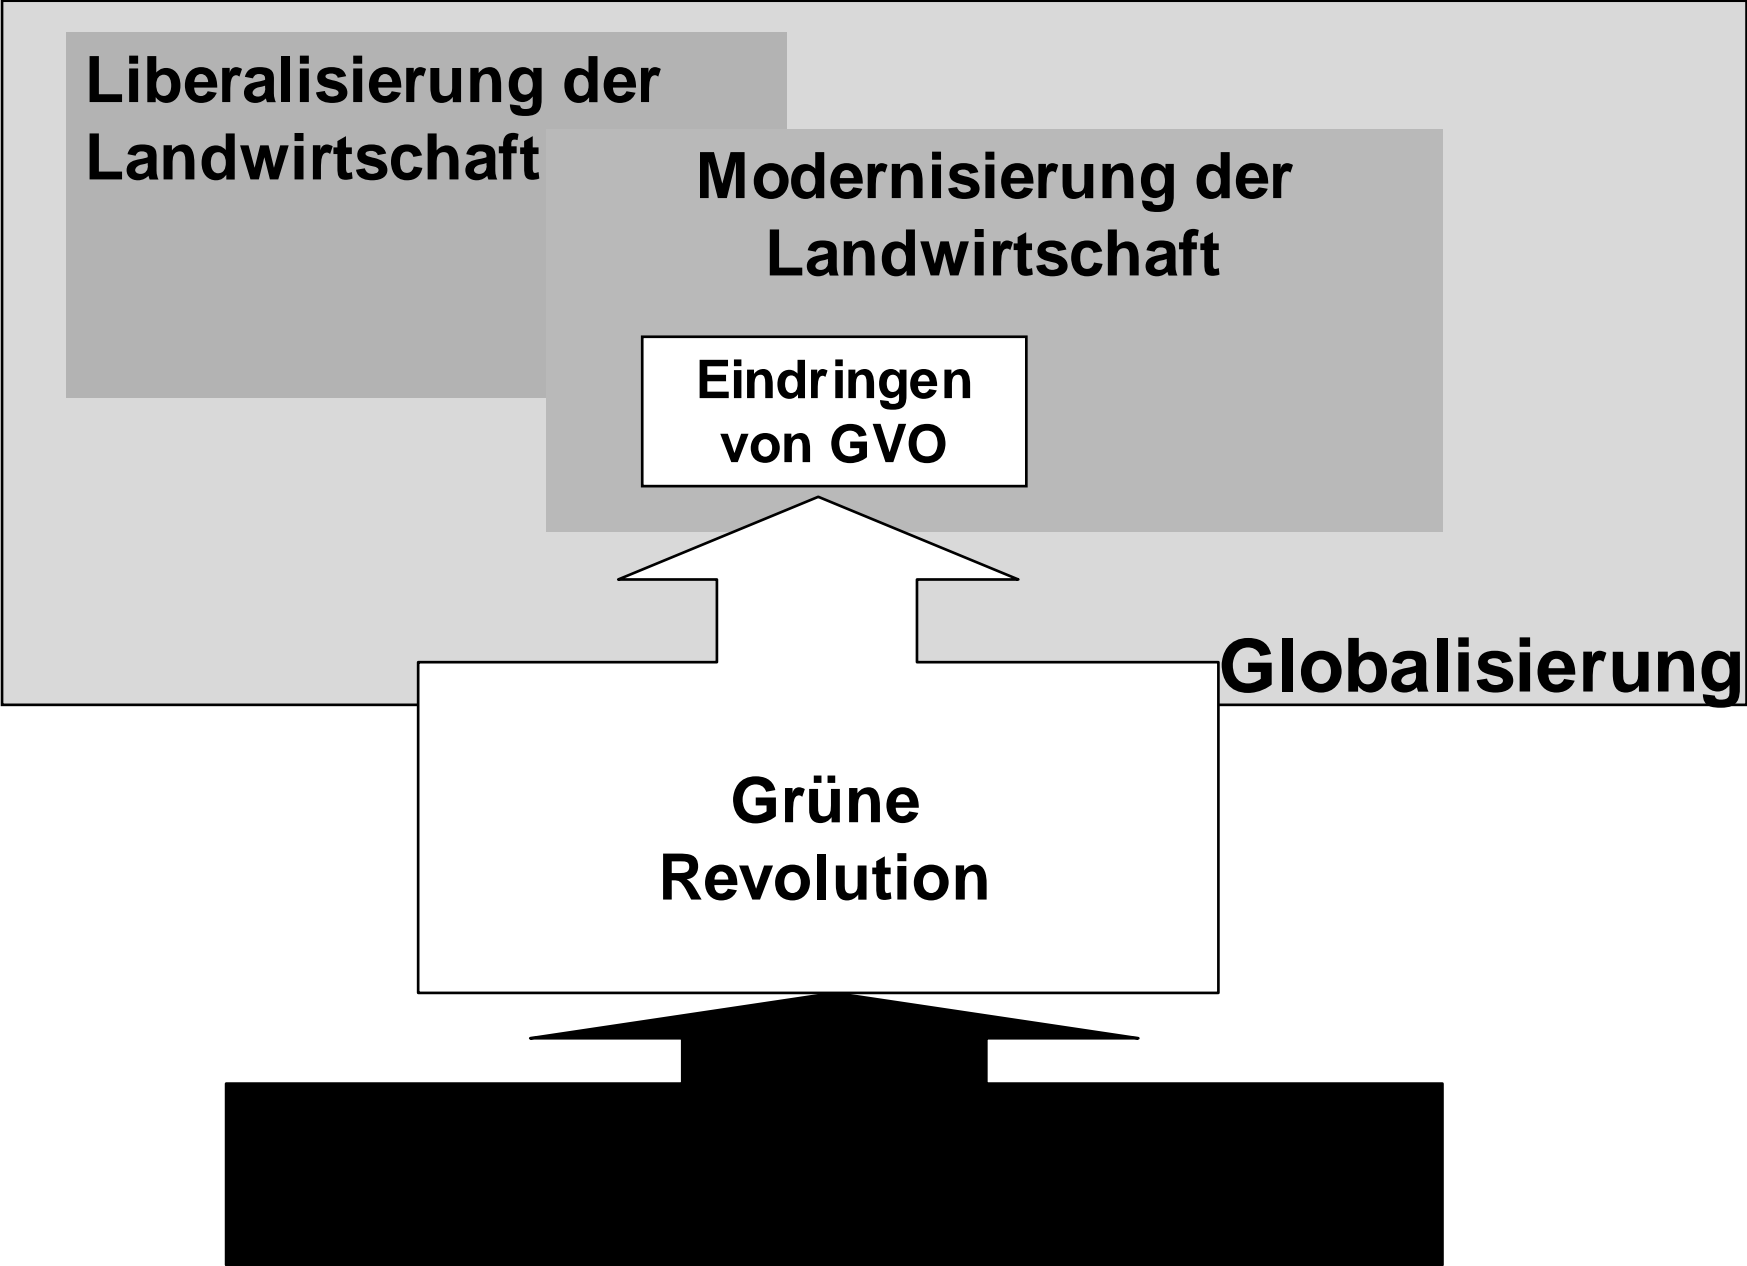 Liberalisierung der
Landwirtschaft
Modernisierung der
Landwirtschaft
Eindringen
von GVO
Globalisierung
Grüne
Revolution